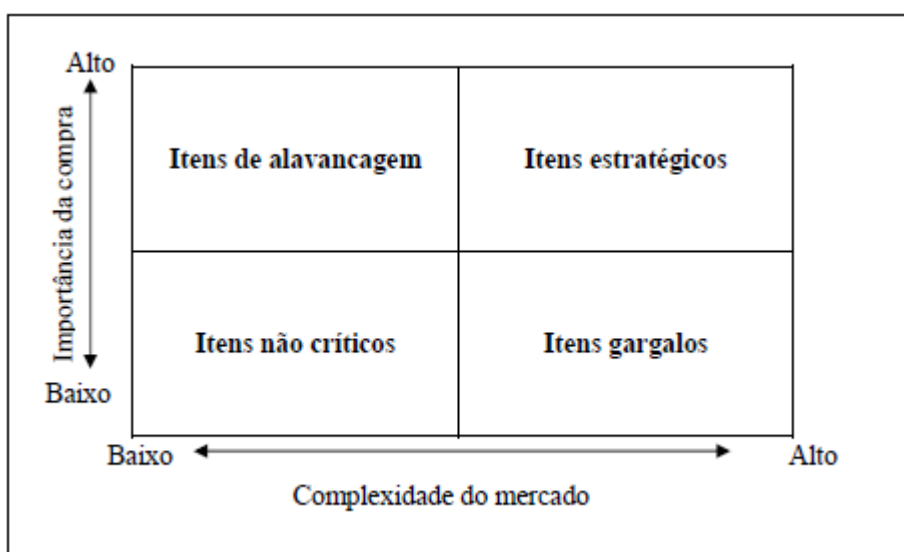 Alto
Importância da compra
Itens de alavancagem
Itens estratégicos
Itens não críticos
Itens gargalos
Baixo
Baixo
Alto
Complexidade do mercado